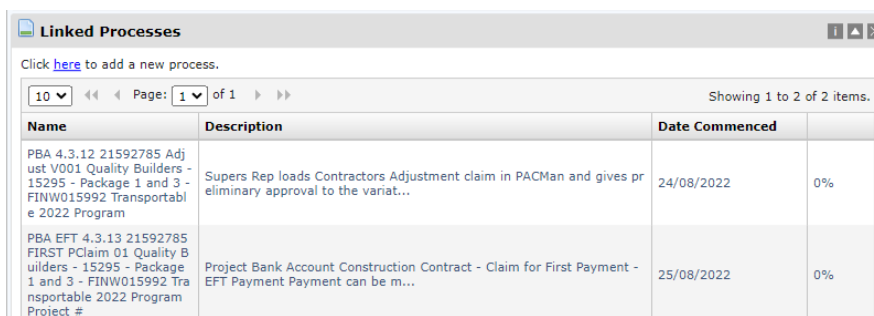 Linked Processes
Click here to add a new process.
10 Page: 1 of 1 Showing 1 to 2 of 2 items.
Name Description Date Commenced
PBA 4.3.12 21592785 Adj
ust V001 Quality Builders -
15295 - Package 1 and 3 -
FINW015992 Transportabl
e 2022 Program
Supers Rep loads Contractors Adjustment claim in PACMan and gives pr
eliminary approval to the variat...
24/08/2022
0%
PBA EFT 4.3.13 21592785
FIRST PClaim 01 Quality B
uilders - 15295 - Package
1 and 3 - FINW015992 Tra
nsportable 2022 Program
Project #
Project Bank Account Construction Contract - Claim for First Payment -
EFT Payment Payment can be m...
25/08/2022
0%